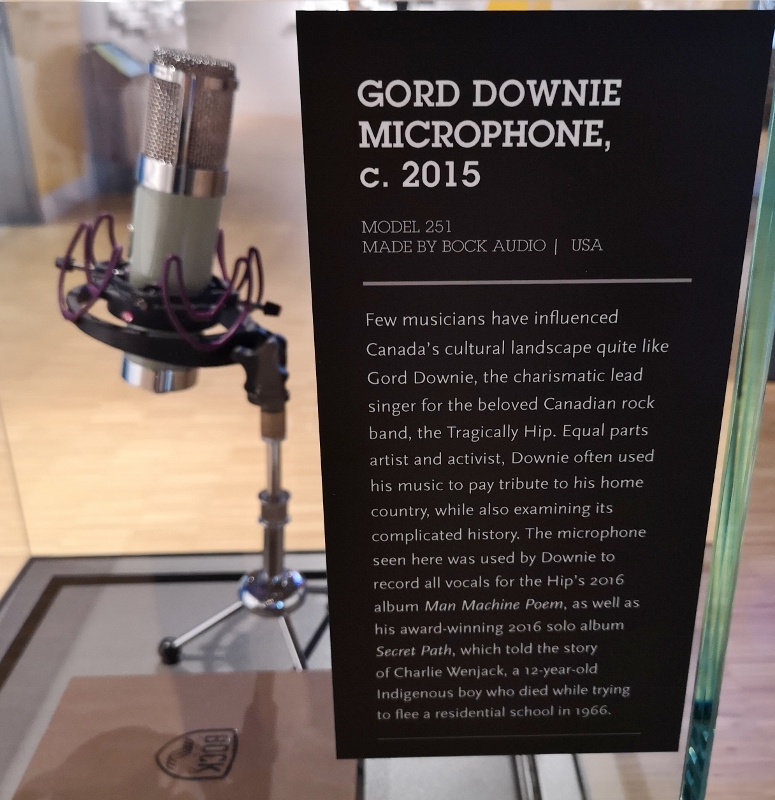 GORD DOWNIE
MICROPHONE,
c. 2015
MODEL 251
MADE BY BOCK AUDIO | USA
Few musicians have influenced
Canada's cultural landscape quite like
Gord Downie, the charismatic lead
singer for the beloved Canadian rock
band, the Tragically Hip. Equal parts
artist and activist, Downie often used
his music to pay tribute to his home
country, while also examining its
complicated history. The microphone
seen here was used by Downie to
record all vocals for the Hip's 2016
album Man Machine Poem, as well as
his award-winning 2016 solo album
Secret Path, which told the story
of Charlie Wenjack, a 12-year-old
Indigenous boy who died while trying
to flee a residential school in 1966.
BOCK